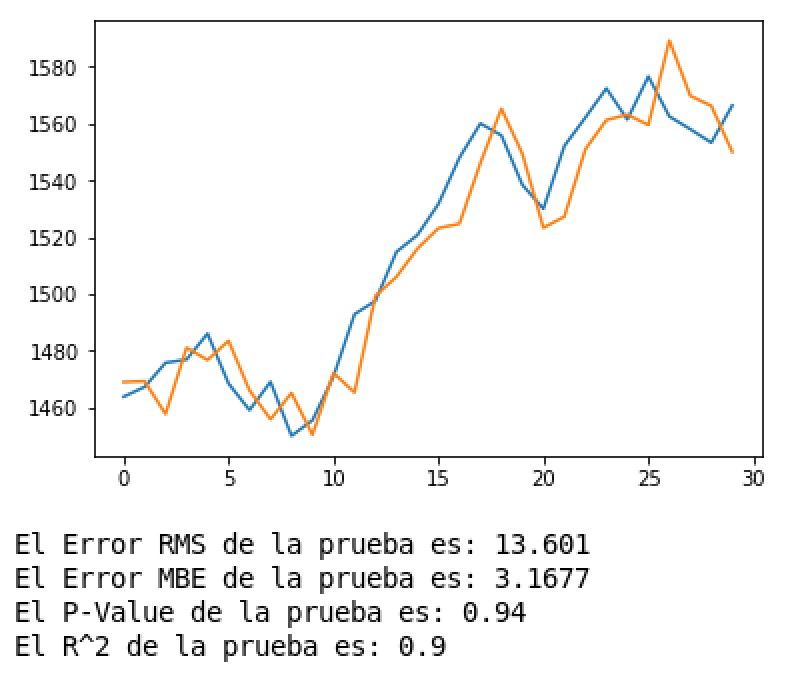 1580
1560
1540
1520
1500
1480
1460
0 5 10 15 20 25 30
El Error RMS de la prueba es: 13.601
El Error MBE de la prueba es: 3.1677
El P-Value de la prueba es: 0.94
El R^2 de la prueba es: 0.9